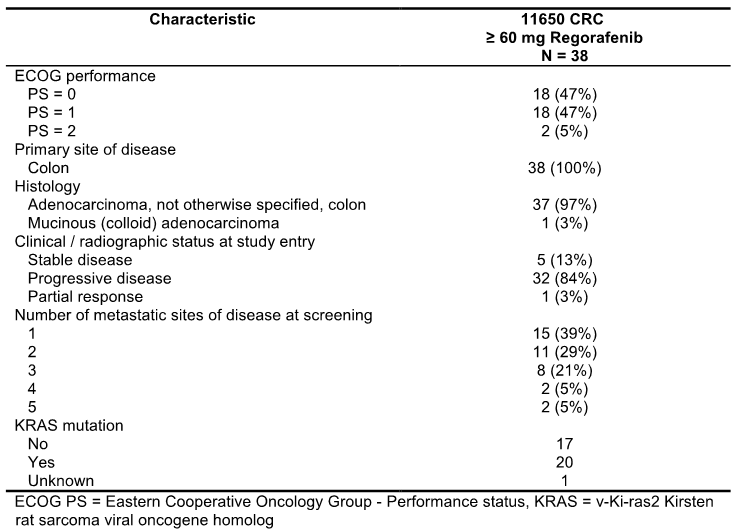 Characteristic 11650 CRC
≥ 60 mg Regorafenib
N = 38
ECOG performance
PS = 0 18 (47%)
PS = 1 18 (47%)
PS = 2 2 (5%)
Primary site of disease
Colon 38 (100%)
Histology
Adenocarcinoma, not otherwise specified, colon 37 (97%)
Mucinous (colloid) adenocarcinoma 1 (3%)
Clinical / radiographic status at study entry
Stable disease 5 (13%)
Progressive disease 32 (84%)
Partial response 1 (3%)
Number of metastatic sites of disease at screening
1 15 (39%)
2 11 (29%)
3 8 (21%)
4 2 (5%)
5 2 (5%)
KRAS mutation
No 17
Yes 20
Unknown 1
ECOG PS = Eastern Cooperative Oncology Group - Performance status, KRAS = v-Ki-ras2 Kirsten
rat sarcoma viral oncogene homolog